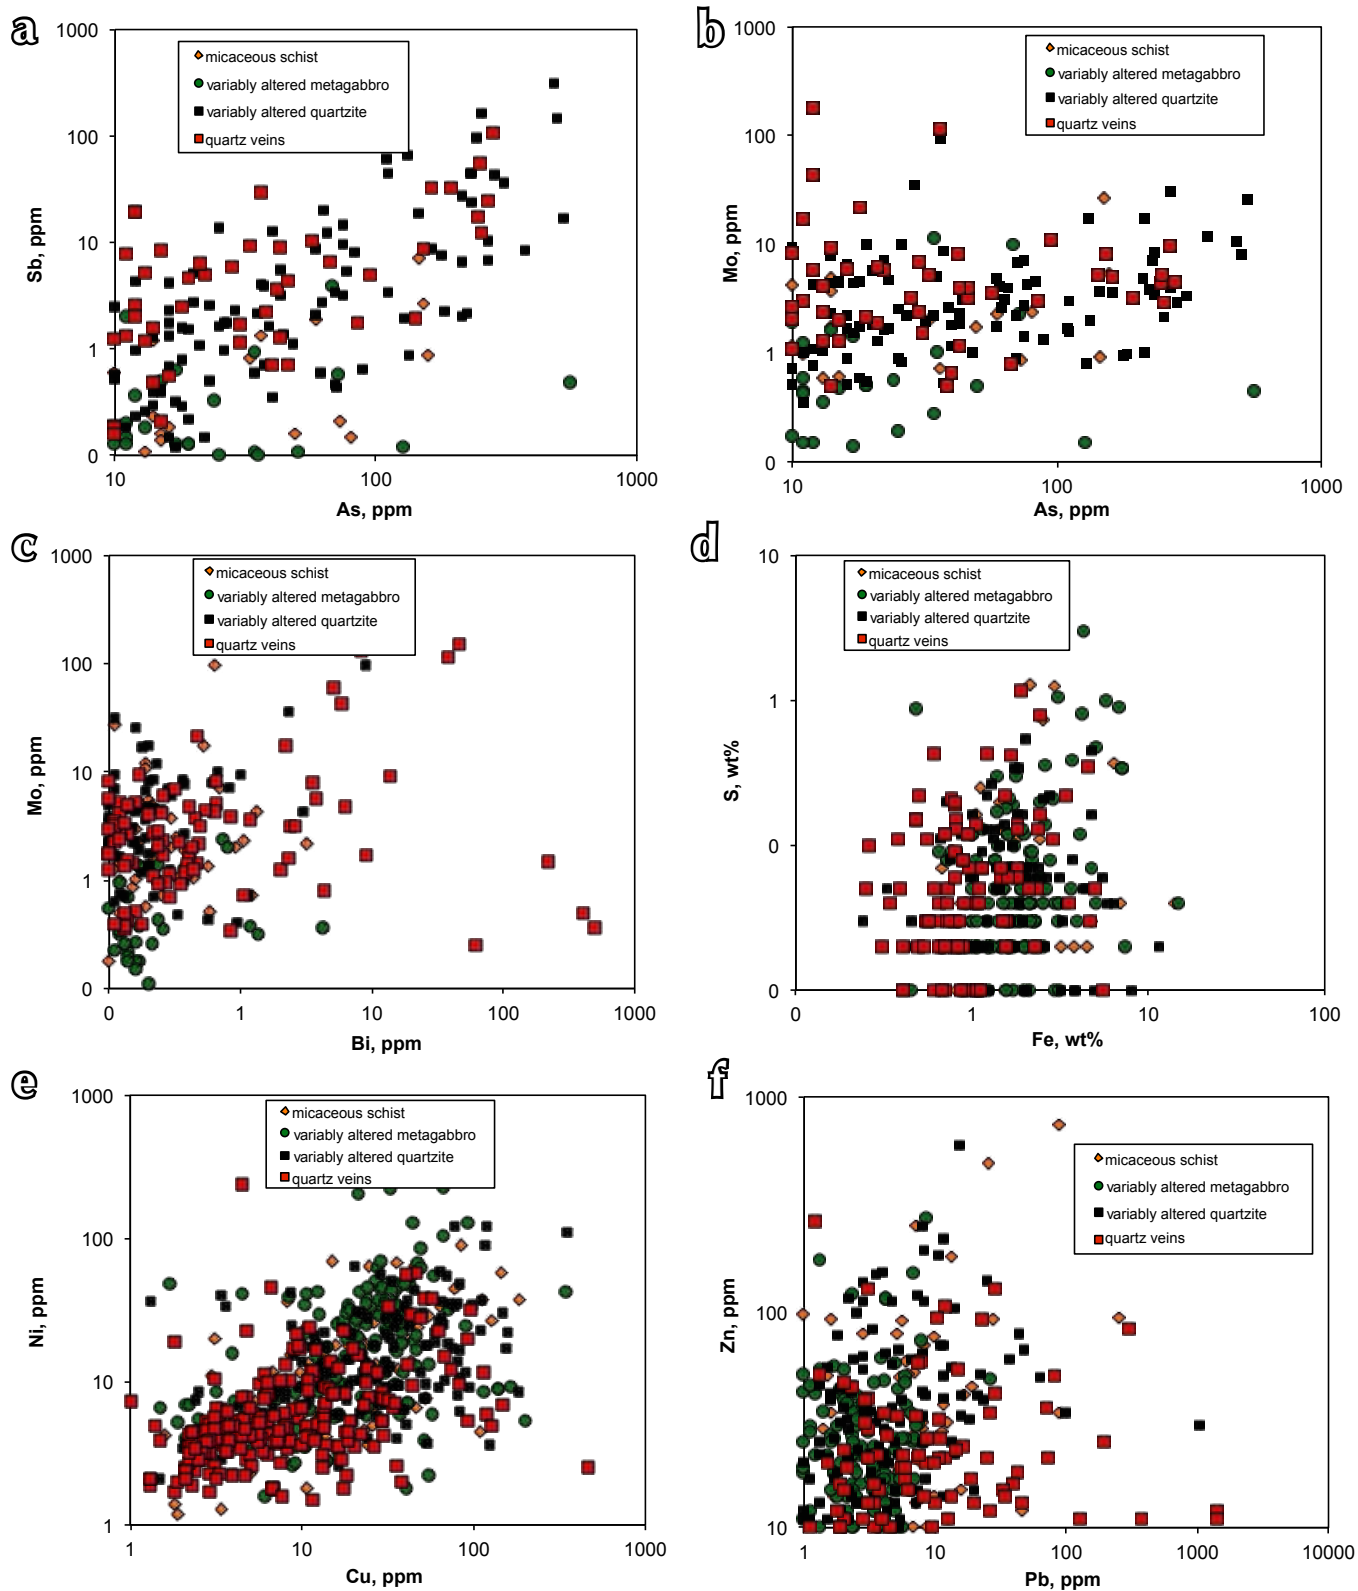 a
1000
100
10
1
0
10
100
1000
Sb, ppm
As, ppm
micaceous schist
variably altered metagabbro
variably altered quartzite
quartz veins
b
1000
100
10
1
0
10
100
1000
Mo, ppm
As, ppm
micaceous schist
variably altered metagabbro
variably altered quartzite
quartz veins
c
1000
100
10
1
0
0
1
10
100
1000
Mo, ppm
Bi, ppm
micaceous schist
variably altered metagabbro
variably altered quartzite
quartz veins
d
10
1
0
0
0
1
10
100
S, wt%
Fe, wt%
micaceous schist
variably altered metagabbro
variably altered quartzite
quartz veins
e
1000
100
10
1
1
10
100
1000
Ni, ppm
Cu, ppm
micaceous schist
variably altered metagabbro
variably altered quartzite
quartz veins
f
1000
100
10
1
10
100
1000
10000
Zn, ppm
Pb, ppm
micaceous schist
variably altered metagabbro
variably altered quartzite
quartz veins